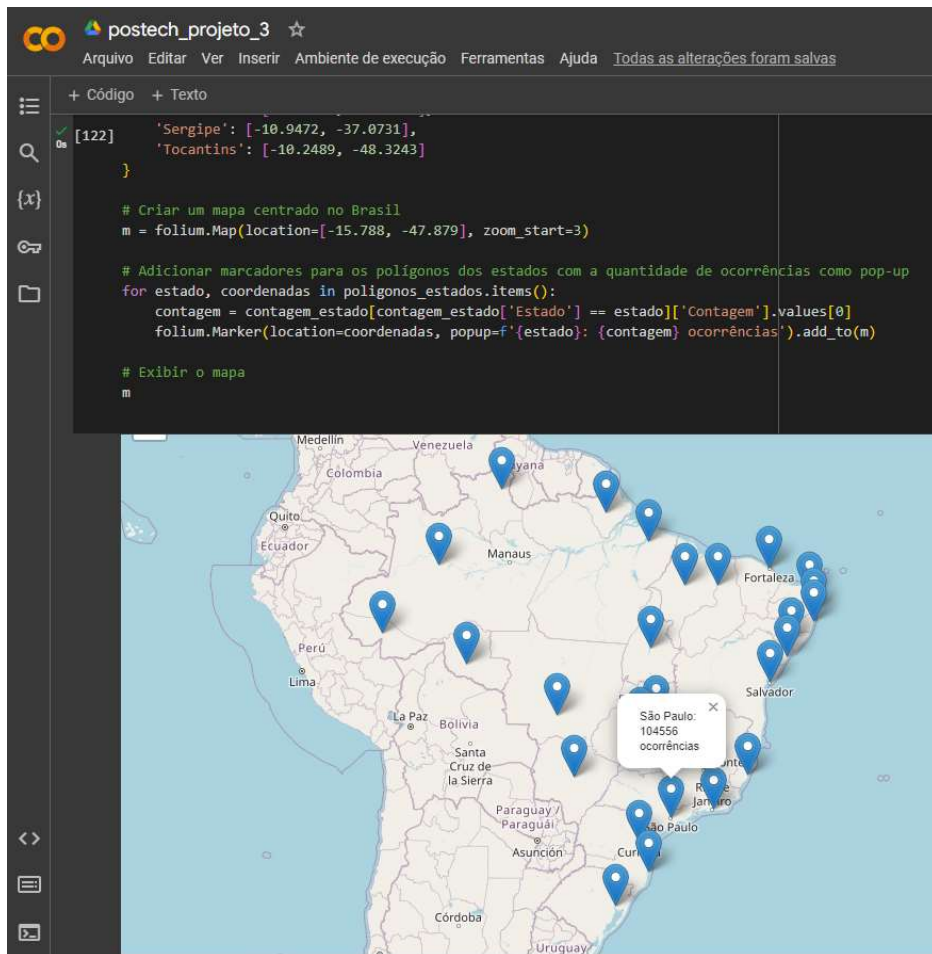 CO
postech_projeto_3
Arquivo Editar Ver Inserir Ambiente de execução Ferramentas Ajuda Todas as alterações foram salvas
+ Código + Texto
0s [122] 'Sergipe': [-10.9472, -37.0731],
'Tocantins': [-10.2489, -48.3243]
}
{x}
# Criar um mapa centrado no Brasil
m = folium.Map(location=[-15.788, -47.879], zoom_start=3)
# Adicionar marcadores para os polígonos dos estados com a quantidade de ocorrências como pop-up
for estado, coordenadas in poligonos_estados.items():
contagem = contagem_estado[contagem_estado['Estado'] == estado]['Contagem'].values[0]
folium.Marker(location=coordenadas, popup=f'{estado}: {contagem} ocorrências').add_to(m)
# Exibir o mapa
m
Medellín
Venezuela
Colombia
Quito
Ecuador
Manaus
Fortaleza
Perú
Lima
Salvador
La Paz
Bolivia
São Paulo:
104556
ocorrências
Santa
Cruz de
la Sierra
Paraguay /
Paraguái
São Paulo
Asunción
Córdoba
Uruguay